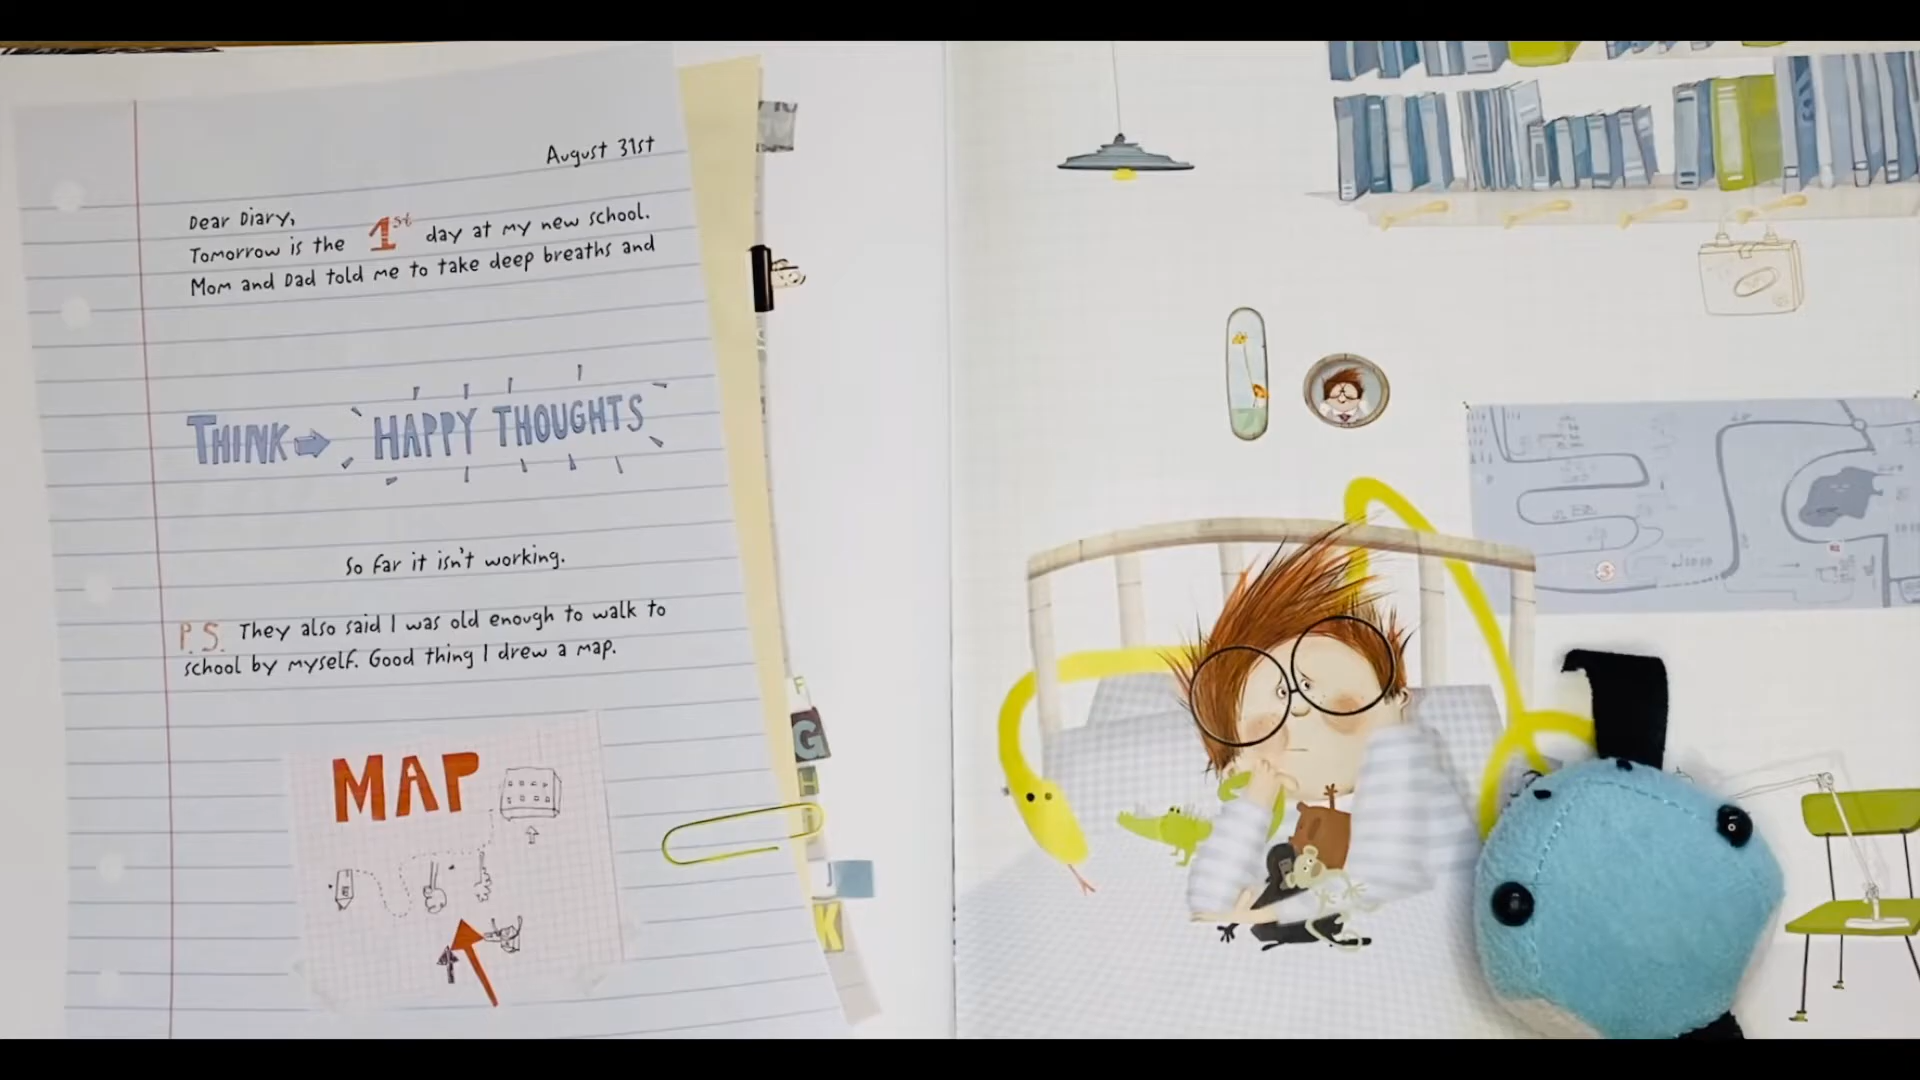 August 31st
Dear Diary,
Tomorrow is the 1st day at my new school.
Mom and Dad told me to take deep breaths and
THINK HAPPY THOUGHTS
So far it isn't working.
P.S. They also said I was old enough to walk to
school by myself. Good thing I drew a map.
MAP
F
G
H
J
K